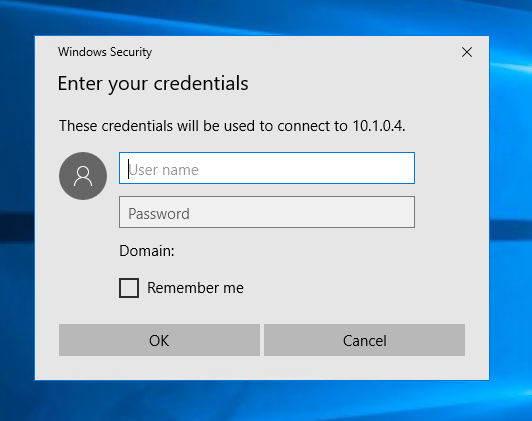 Windows Security
Enter your credentials
These credentials will be used to connect to 10.1.0.4.
User name
Password
Domain:
Remember me
OK Cancel